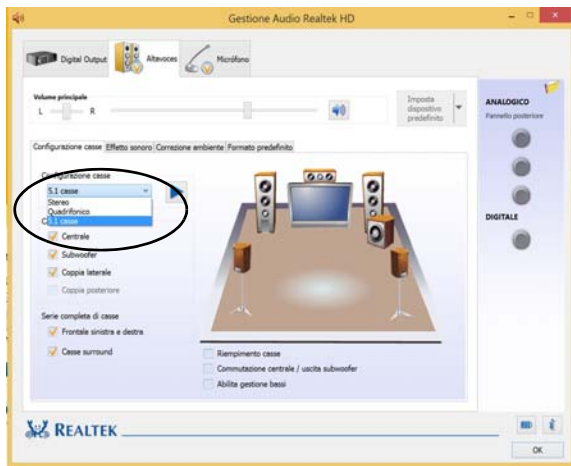 Gestione Audio Realtek HD
Digital Output
Altavoces
Micrófono
Volume principale
L
R
Imposta
dispositivo
predefinito
ANALOGICO
Pannello posteriore
Configurazione casse Effetto sonoro Correzione ambiente Formato predefinito
Configurazione casse
5.1 casse
Stereo
Quadrifonico
5.1 casse
DIGITALE
Centrale
Subwoofer
Coppia laterale
Coppia posteriore
Serie completa di casse
Frontale sinistra e destra
Casse surround
Riempimento casse
Commutazione centrale / uscita subwoofer
Abilita gestione bassi
REALTEK
OK